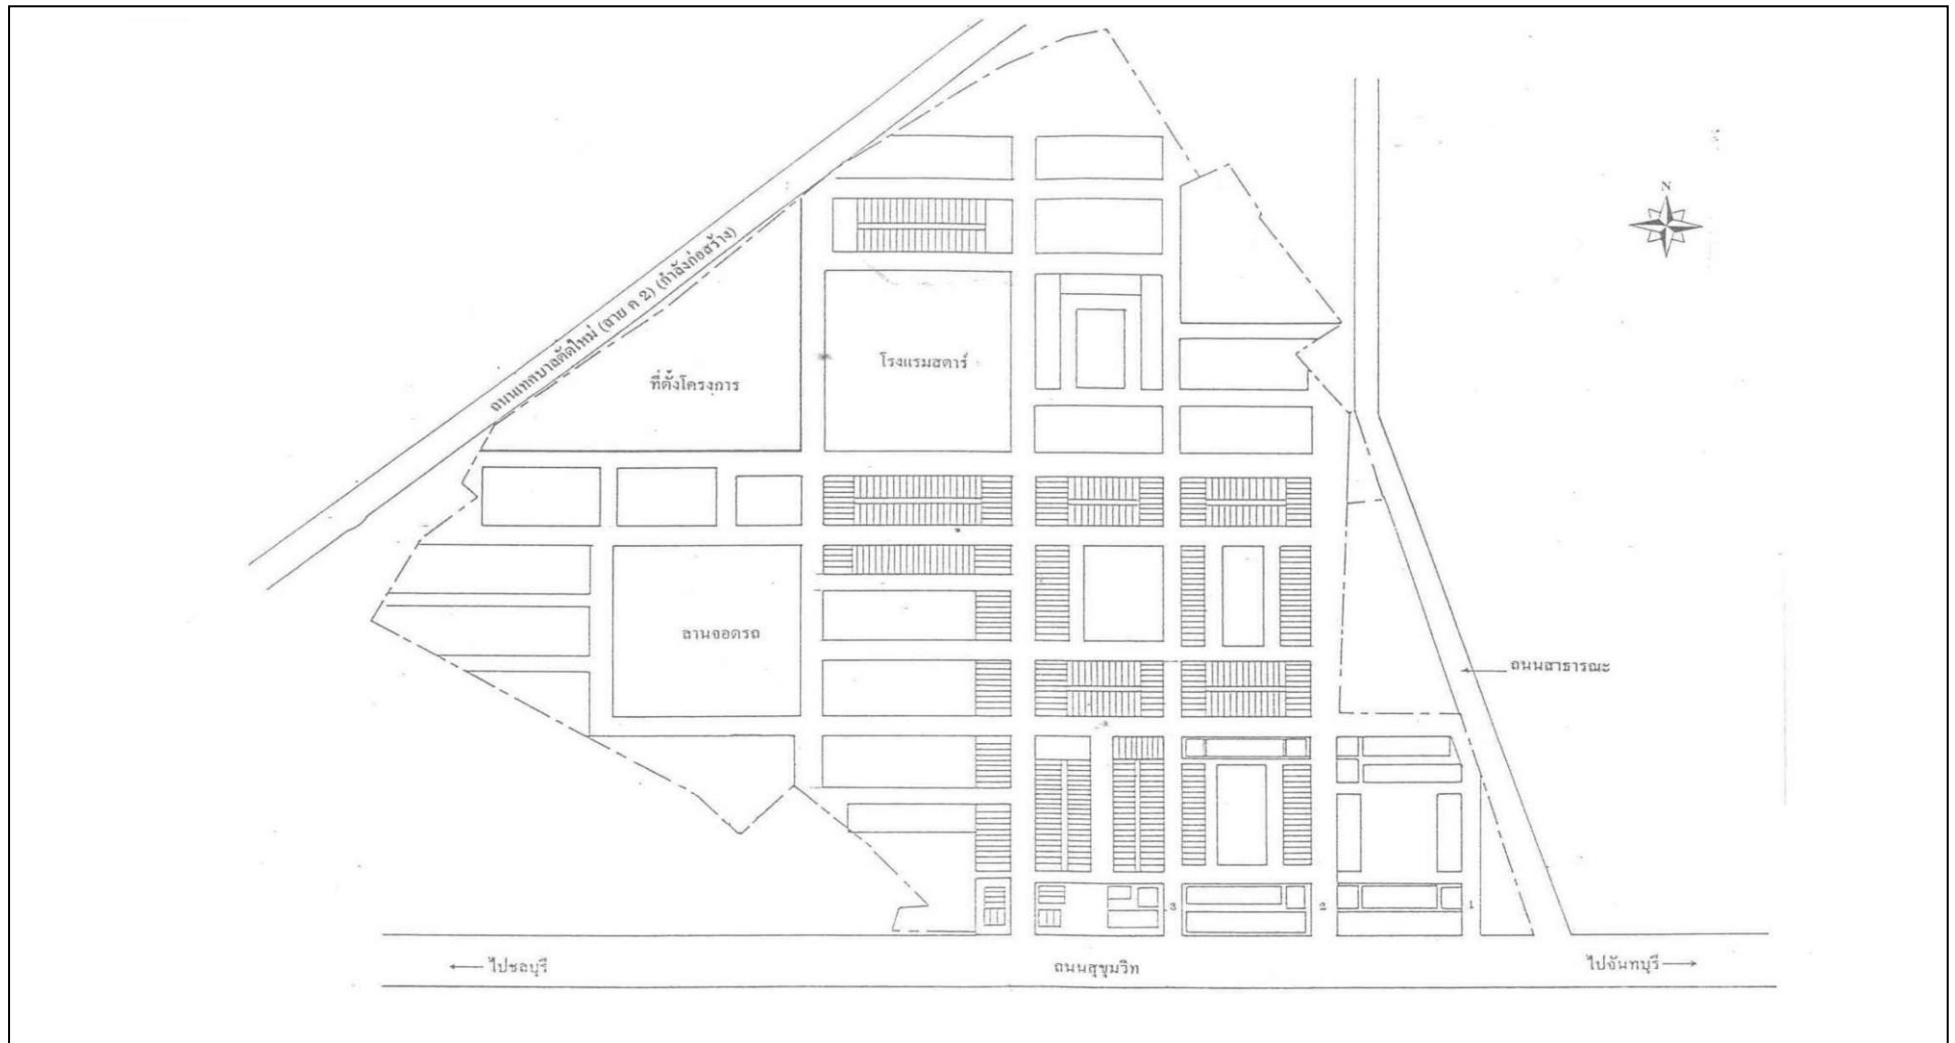 N
ถนนเทศบาลตัดใหม่ (สาย ค 2) (กำลังก่อสร้าง)
โรงแรมสตาร์
ที่ตั้งโครงการ
ลานจอดรถ
ถนนสาธารณะ
3
2
1
ไปชลบุรี
ถนนสุขุมวิท
ไปจันทบุรี